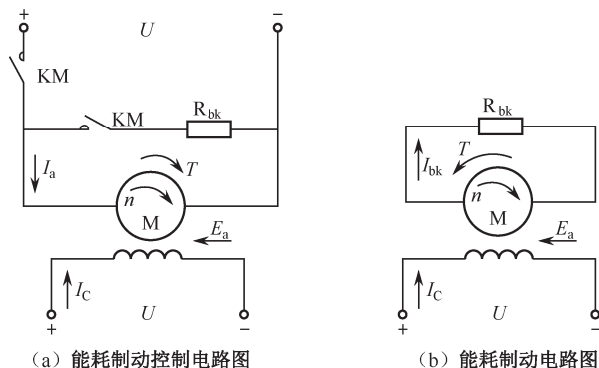 + U −
KM
KM R_bk
I_a T
n
M
E_a
I_C
+ U −
(a) 能耗制动控制电路图
R_bk
T I_bk
n
M
E_a
I_C
+ U −
(b) 能耗制动电路图